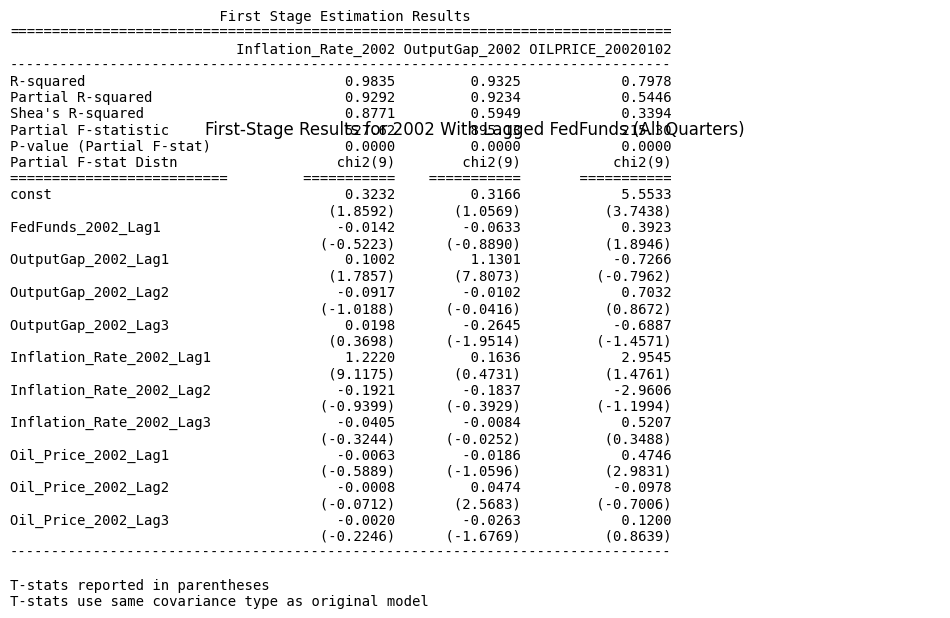 First Stage Estimation Results
===============================================================================
Inflation_Rate_2002 OutputGap_2002 OILPRICE_20020102
-------------------------------------------------------------------------------
R-squared 0.9835 0.9325 0.7978
Partial R-squared 0.9292 0.9234 0.5446
Shea's R-squared 0.8771 0.5949 0.3394
Partial F-statistic
First-Stage Results for 2002 With Lagged FedFunds (All Quarters)
P-value (Partial F-stat) 0.0000 0.0000 0.0000
Partial F-stat Distn chi2(9) chi2(9) chi2(9)
========================== =========== =========== ===========
const 0.3232 0.3166 5.5533
(1.8592) (1.0569) (3.7438)
FedFunds_2002_Lag1 -0.0142 -0.0633 0.3923
(-0.5223) (-0.8890) (1.8946)
OutputGap_2002_Lag1 0.1002 1.1301 -0.7266
(1.7857) (7.8073) (-0.7962)
OutputGap_2002_Lag2 -0.0917 -0.0102 0.7032
(-1.0188) (-0.0416) (0.8672)
OutputGap_2002_Lag3 0.0198 -0.2645 -0.6887
(0.3698) (-1.9514) (-1.4571)
Inflation_Rate_2002_Lag1 1.2220 0.1636 2.9545
(9.1175) (0.4731) (1.4761)
Inflation_Rate_2002_Lag2 -0.1921 -0.1837 -2.9606
(-0.9399) (-0.3929) (-1.1994)
Inflation_Rate_2002_Lag3 -0.0405 -0.0084 0.5207
(-0.3244) (-0.0252) (0.3488)
Oil_Price_2002_Lag1 -0.0063 -0.0186 0.4746
(-0.5889) (-1.0596) (2.9831)
Oil_Price_2002_Lag2 -0.0008 0.0474 -0.0978
(-0.0712) (2.5683) (-0.7006)
Oil_Price_2002_Lag3 -0.0020 -0.0263 0.1200
(-0.2246) (-1.6769) (0.8639)
-------------------------------------------------------------------------------
T-stats reported in parentheses
T-stats use same covariance type as original model